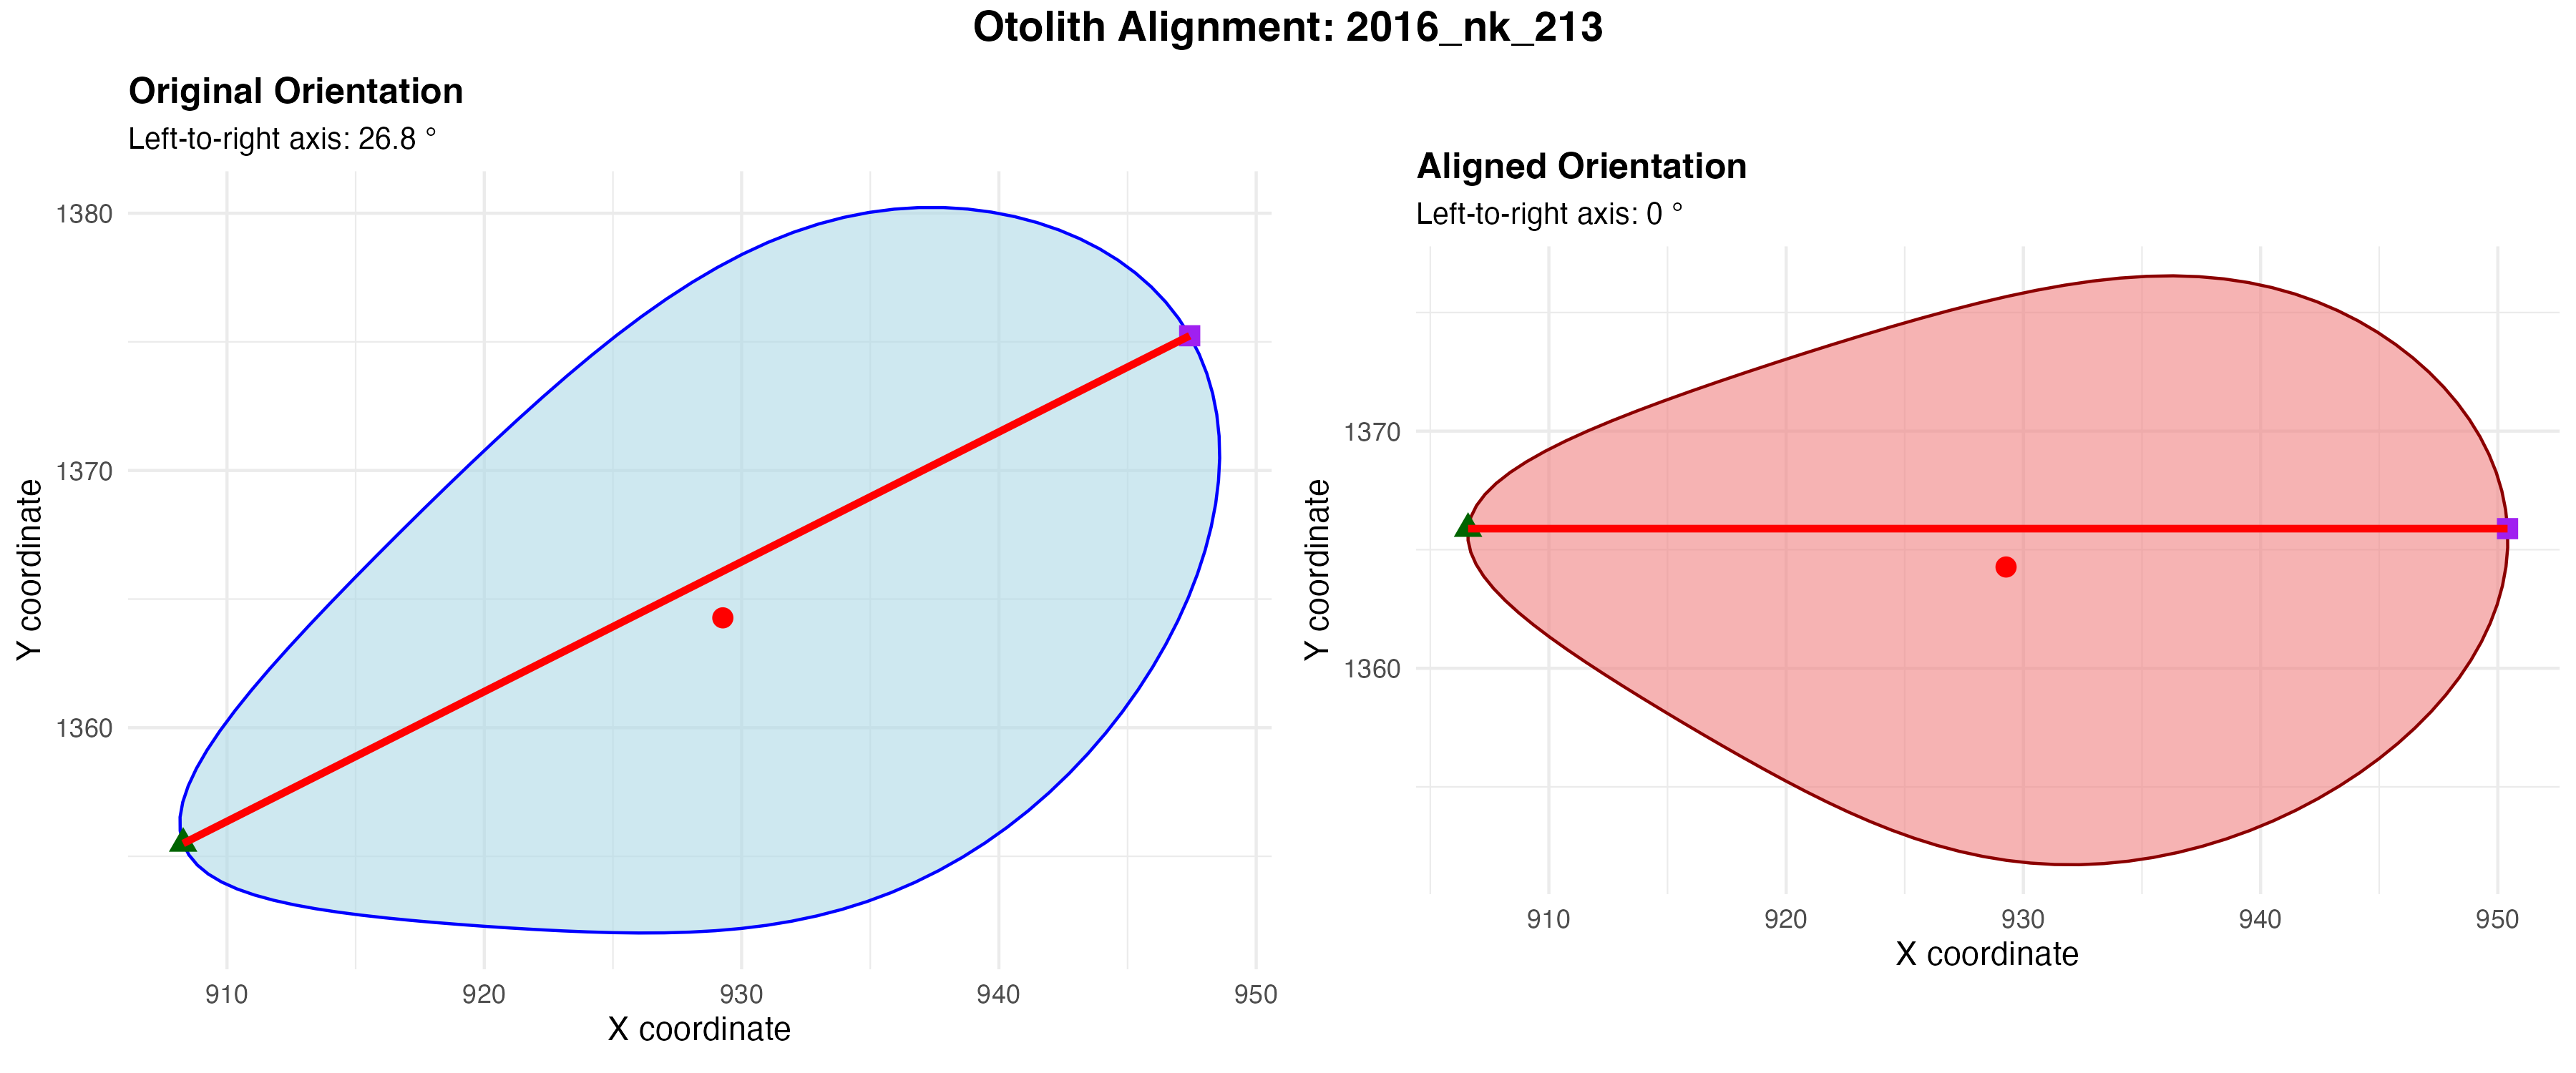 Otolith Alignment: 2016_nk_213
Original Orientation
Left-to-right axis: 26.8 °
1380
1370
1360
Y coordinate
910 920 930 940 950
X coordinate
Aligned Orientation
Left-to-right axis: 0 °
1370
1360
Y coordinate
910 920 930 940 950
X coordinate